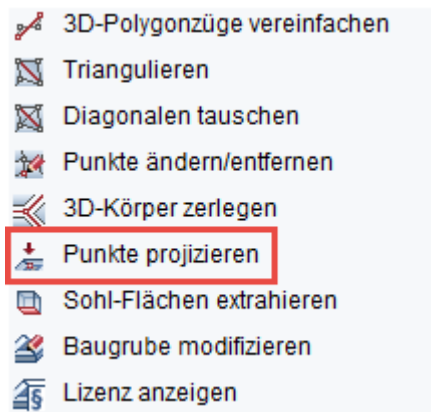 3D-Polygonzüge vereinfachen
Triangulieren
Diagonalen tauschen
Punkte ändern/entfernen
3D-Körper zerlegen
Punkte projizieren
Sohl-Flächen extrahieren
Baugrube modifizieren
Lizenz anzeigen